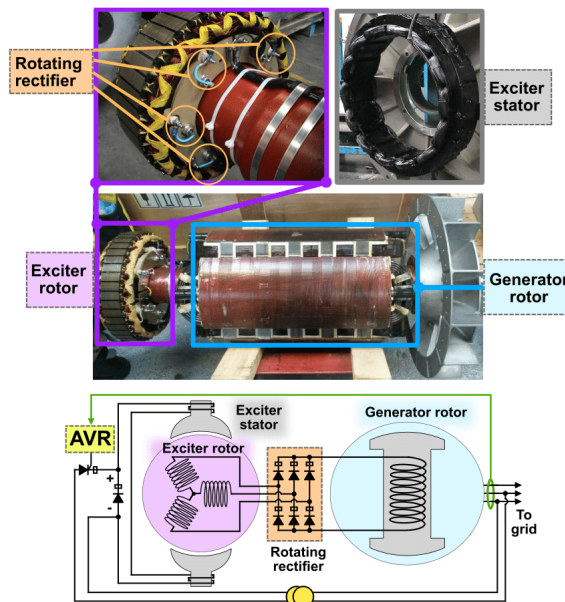 Rotating
rectifier
Exciter
stator
Exciter
rotor
Generator
rotor
AVR
+
-
Exciter
stator
Exciter rotor
Generator rotor
Rotating
rectifier
To
grid